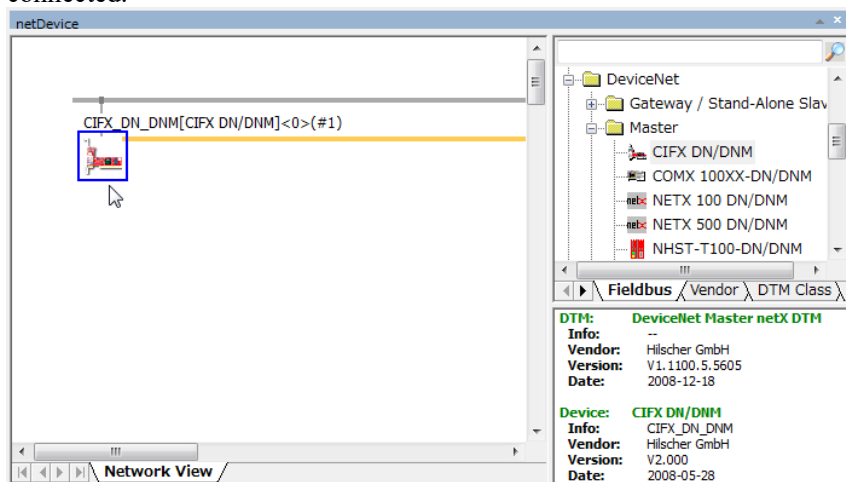 connected.
netDevice
CIFX_DN_DNM[CIFX DN/DNM]<0>(#1)
Network View
DeviceNet
Gateway / Stand-Alone Slav
Master
CIFX DN/DNM
COMX 100XX-DN/DNM
netx NETX 100 DN/DNM
netx NETX 500 DN/DNM
NHST-T100-DN/DNM
Fieldbus Vendor DTM Class
DTM: DeviceNet Master netX DTM
Info: --
Vendor: Hilscher GmbH
Version: V1.1100.5.5605
Date: 2008-12-18
Device: CIFX DN/DNM
Info: CIFX_DN_DNM
Vendor: Hilscher GmbH
Version: V2.000
Date: 2008-05-28